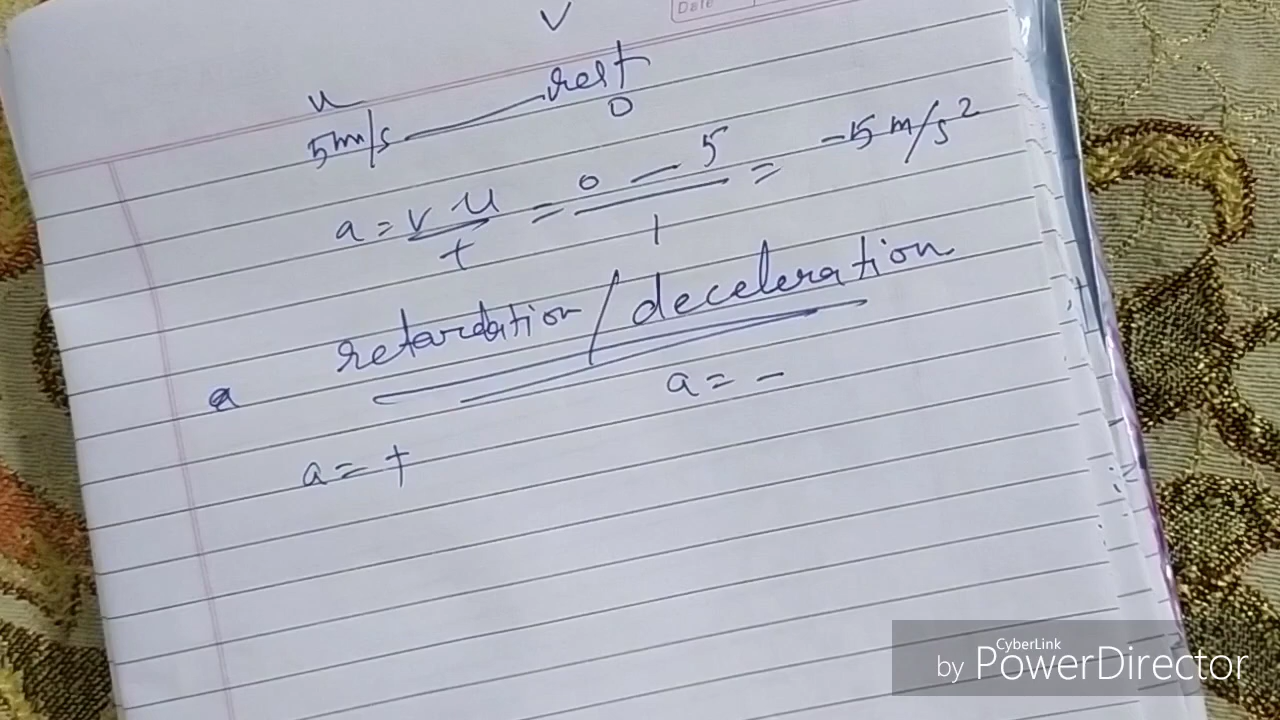 Date
V
u rest
5m/s 0
a = v u / t = 0 — 5 / 1 = -5 m/s²
retardation / deceleration
a a = -
a = +
CyberLink
by PowerDirector